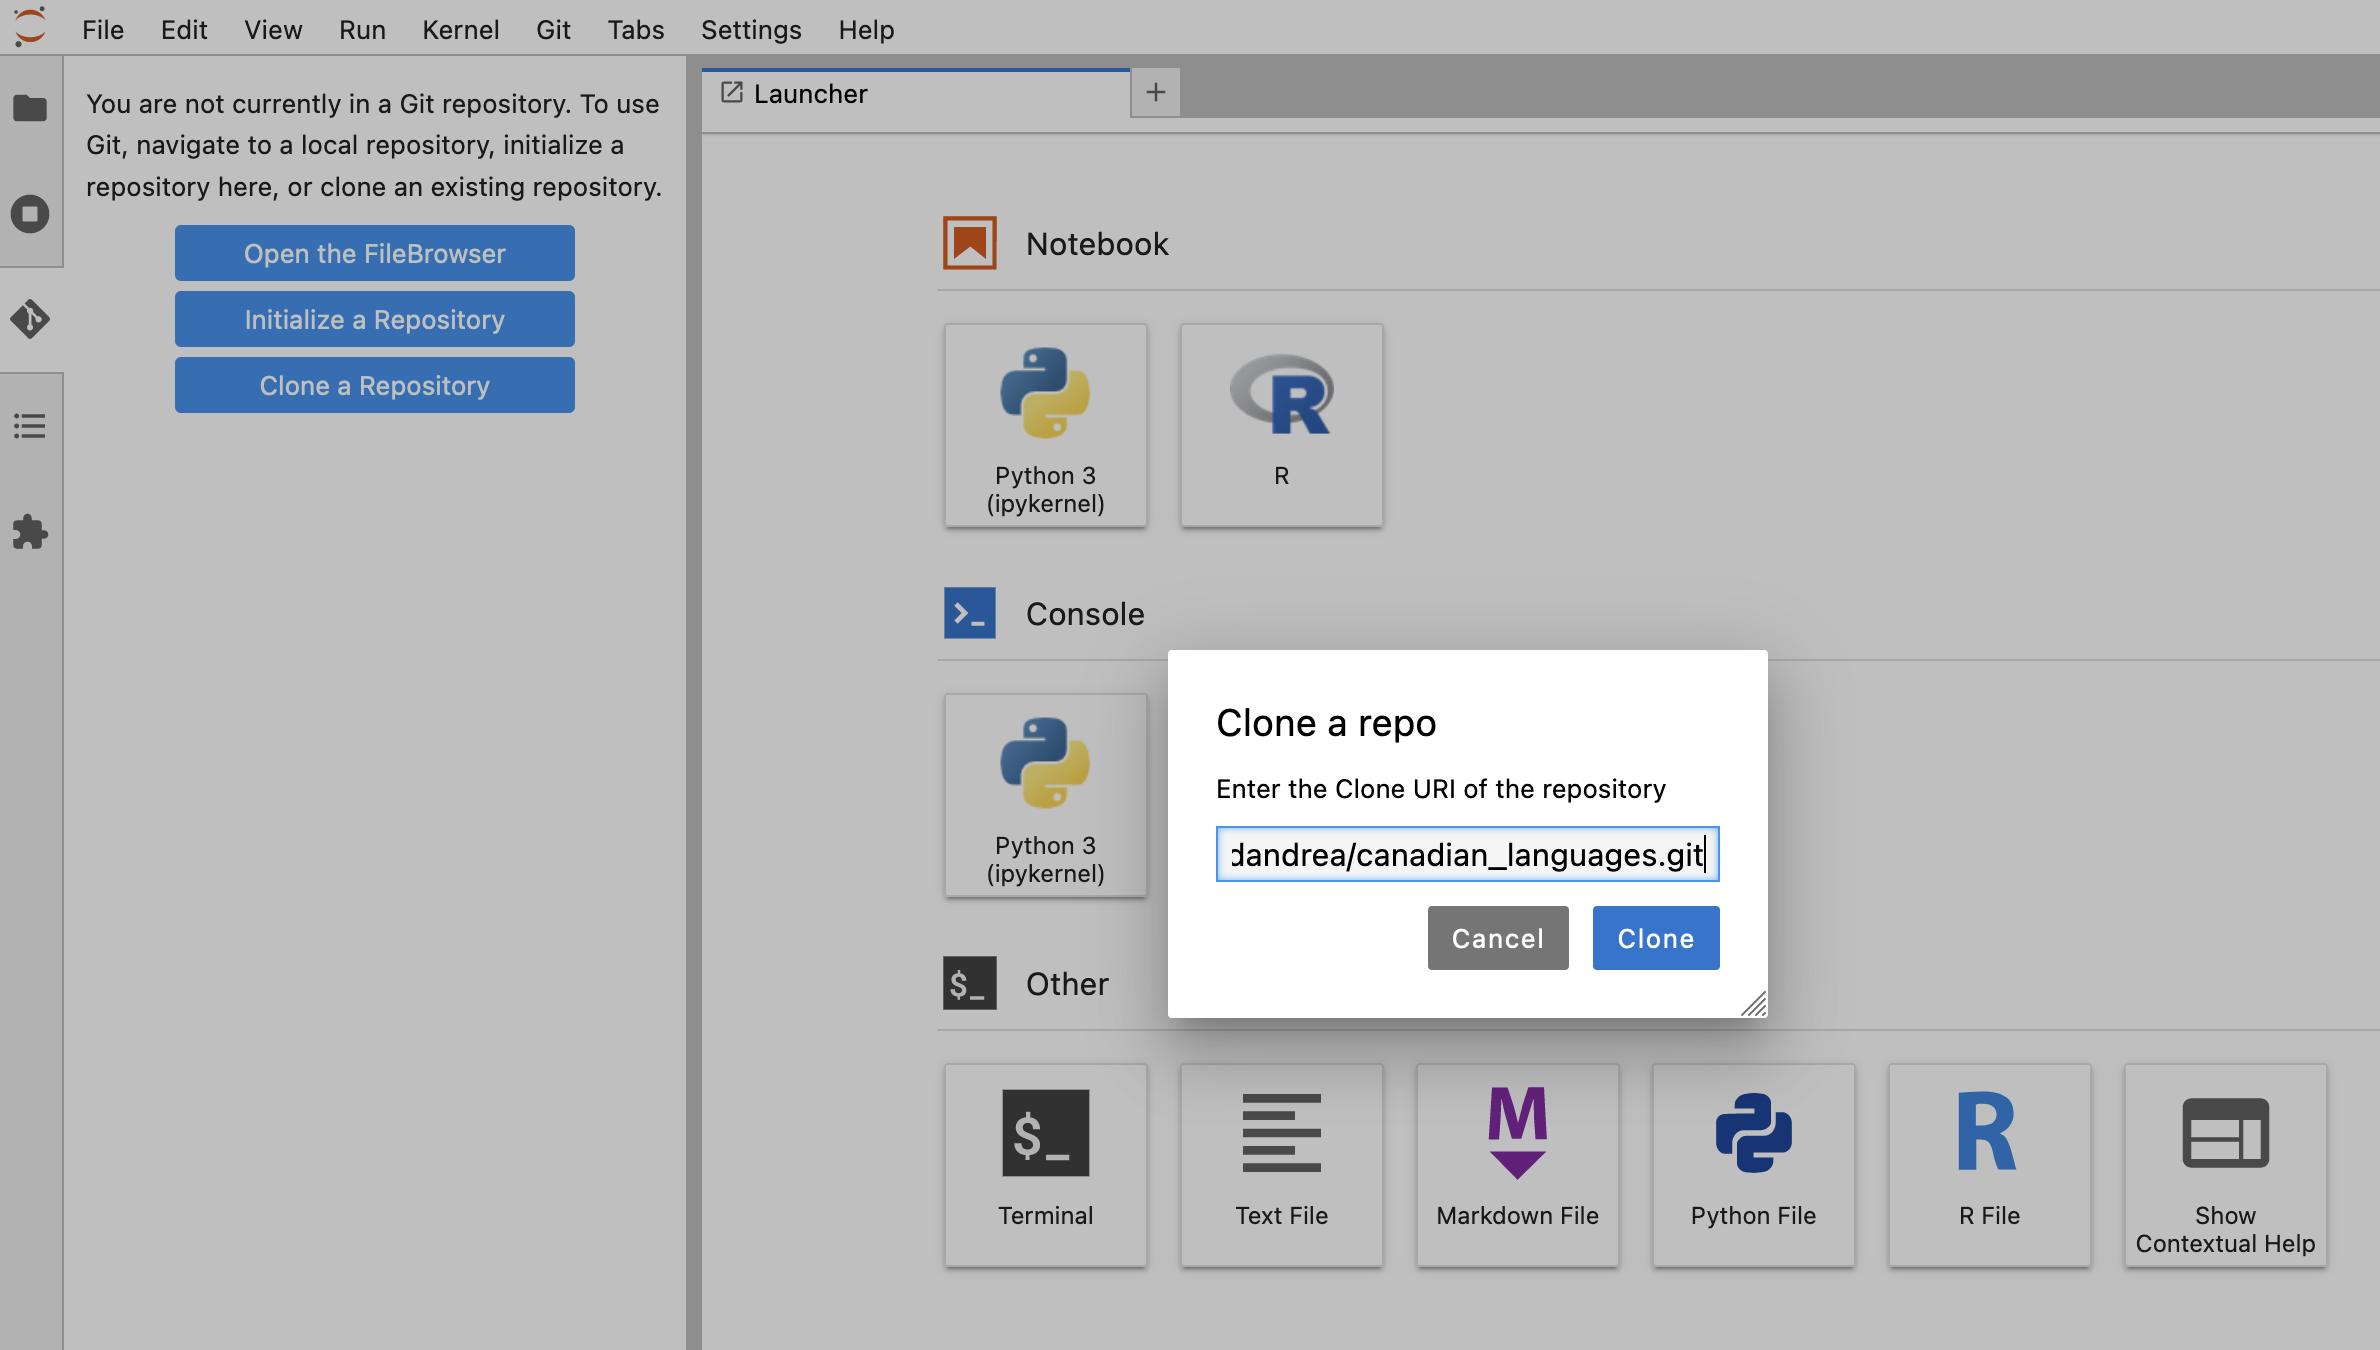 File Edit View Run Kernel Git Tabs Settings Help
You are not currently in a Git repository. To use
Git, navigate to a local repository, initialize a
repository here, or clone an existing repository.
Open the FileBrowser
Initialize a Repository
Clone a Repository
Launcher
Notebook
Python 3
(ipykernel)
R
R
Console
Python 3
(ipykernel)
Clone a repo
Enter the Clone URI of the repository
dandrea/canadian_languages.git
Cancel Clone
$_ Other
$_
Terminal
Text File
M
Markdown File
Python File
R
R File
Show
Contextual Help